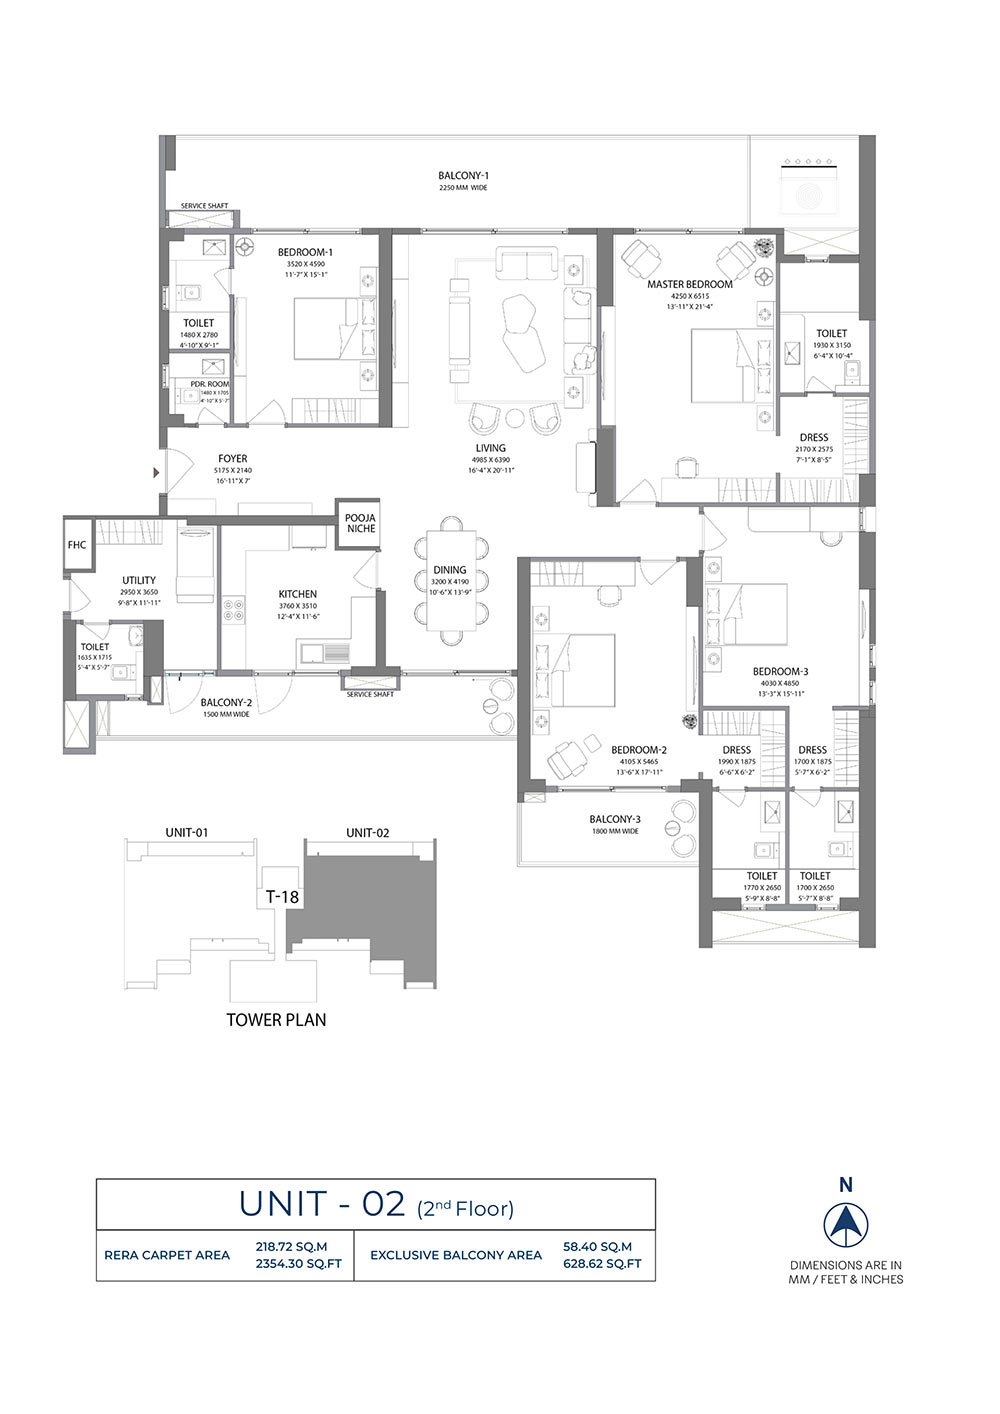 BALCONY-1
2250 MM WIDE
SERVICE SHAFT
BEDROOM-1
3520 X 4590
11'-7" X 15'-1"
TOILET
1480 X 2780
4'-10" X 9'-1"
PDR. ROOM
1480 X 1705
4'-10" X 5'-7"
MASTER BEDROOM
4250 X 6515
13'-11" X 21'-4"
TOILET
1930 X 3150
6'-4" X 10'-4"
DRESS
2170 X 2575
7'-1" X 8'-5"
FOYER
5175 X 2140
16'-11" X 7'
LIVING
4985 X 6390
16'-4" X 20'-11"
POOJA
NICHE
FHC
UTILITY
2950 X 3650
9'-8" X 11'-11"
KITCHEN
3760 X 3510
12'-4" X 11'-6"
DINING
3200 X 4190
10'-6" X 13'-9"
TOILET
1635 X 1715
5'-4" X 5'-7"
BEDROOM-3
4030 X 4850
13'-3" X 15'-11"
BALCONY-2
1500 MM WIDE
SERVICE SHAFT
BEDROOM-2
4105 X 5465
13'-6" X 17'-11"
DRESS
1990 X 1875
6'-6" X 6'-2"
DRESS
1700 X 1875
5'-7" X 6'-2"
BALCONY-3
1800 MM WIDE
TOILET
1770 X 2650
5'-9" X 8'-8"
TOILET
1700 X 2650
5'-7" X 8'-8"
UNIT-01
UNIT-02
T-18
TOWER PLAN
UNIT - 02 (2nd Floor)
RERA CARPET AREA
218.72 SQ.M
2354.30 SQ.FT
EXCLUSIVE BALCONY AREA
58.40 SQ.M
628.62 SQ.FT
N
DIMENSIONS ARE IN
MM / FEET & INCHES